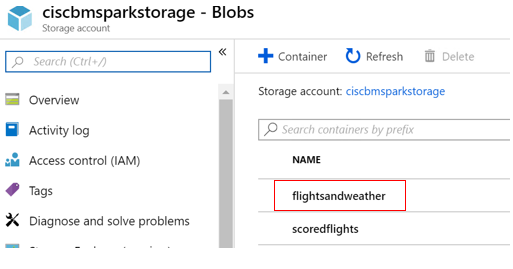 ciscbmsparkstorage - Blobs
Storage account
Search (Ctrl+/)
Overview
Activity log
Access control (IAM)
Tags
Diagnose and solve problems
Container
Refresh
Delete
Storage account: ciscbmsparkstorage
Search containers by prefix
NAME
flightsandweather
scoredflights